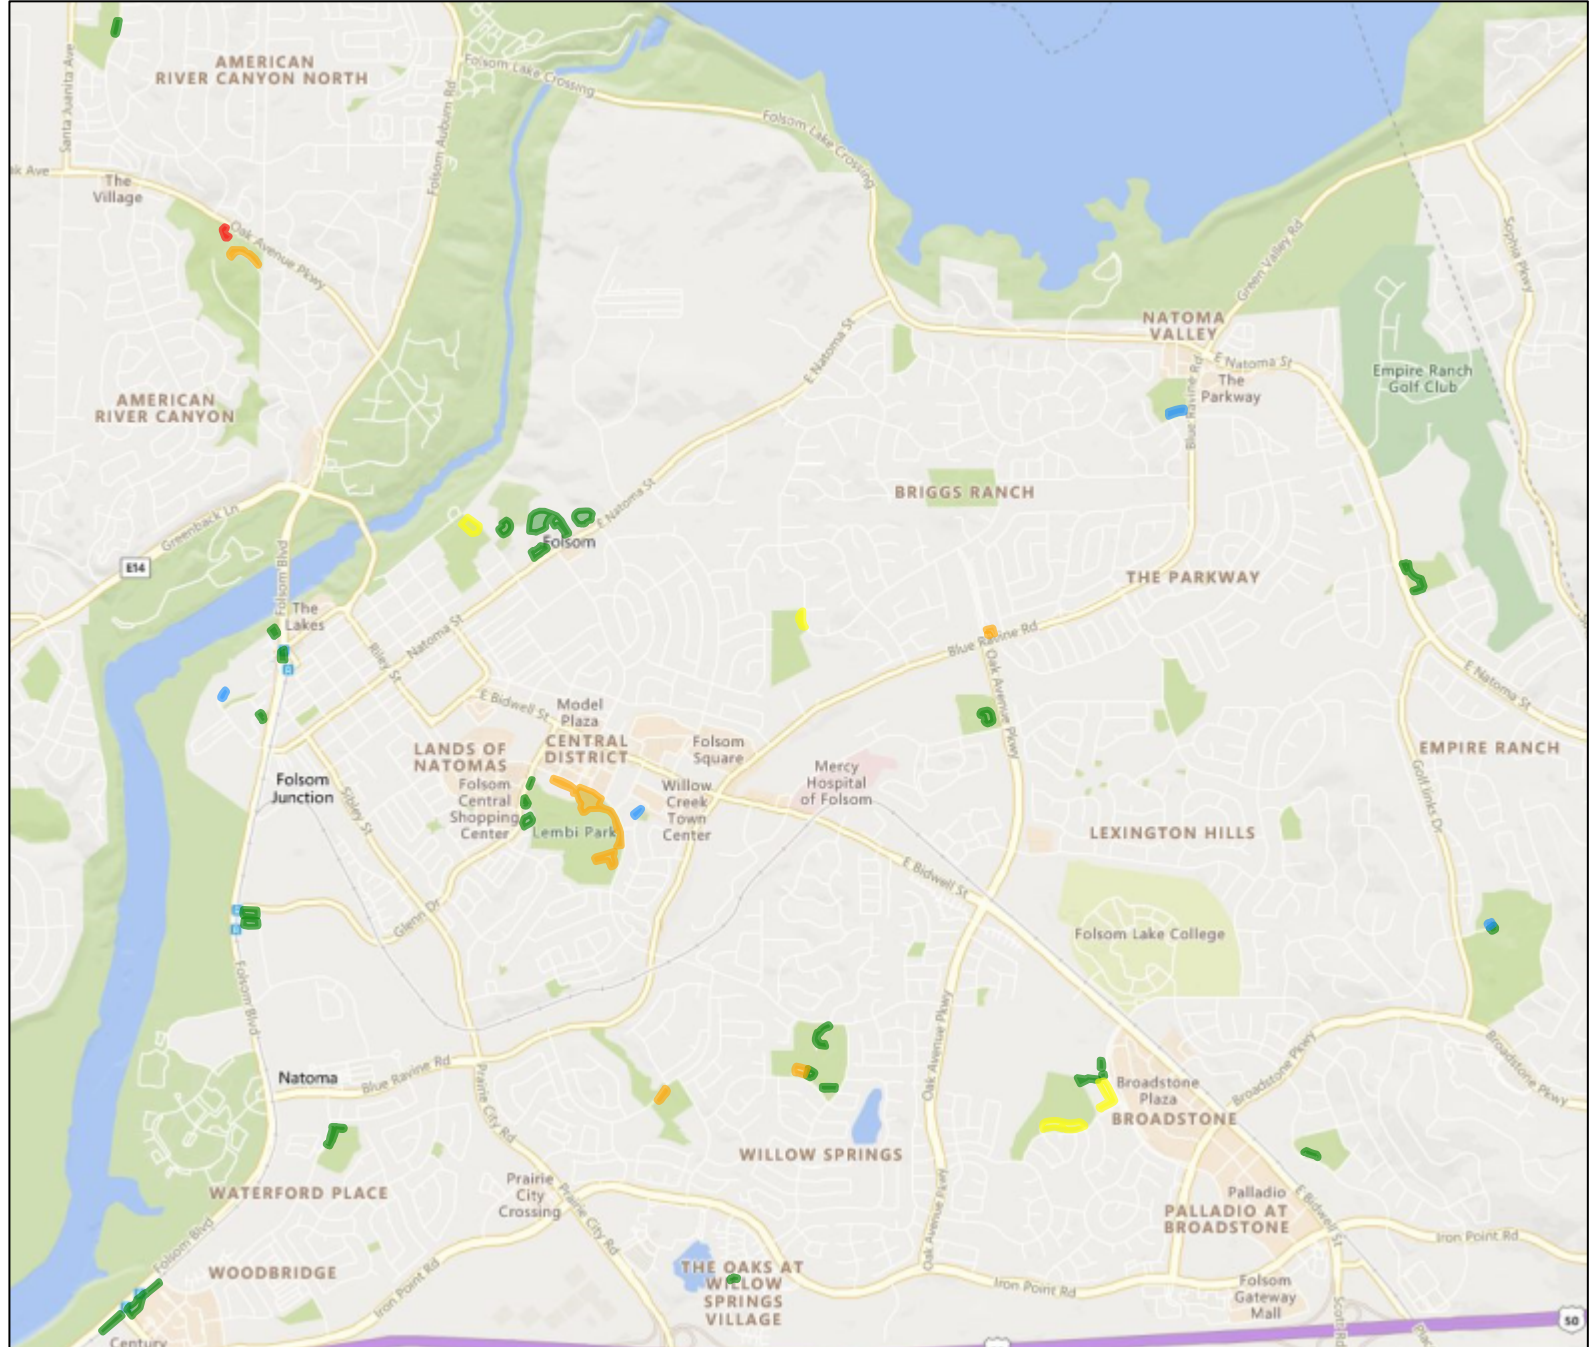 AMERICAN
RIVER CANYON NORTH
Santa Juanita Ave
Folsom Auburn Rd
Folsom Lake Crossing
Folsom Lake Crossing
ak Ave
The
Village
Oak Avenue Pkwy
Sophia Pkwy
Green Valley Rd
NATOMA
VALLEY
E Natoma St
E Natoma St
The
Parkway
Blue Ravine Rd
Empire Ranch
Golf Club
AMERICAN
RIVER CANYON
BRIGGS RANCH
E Natoma St
Greenback Ln
Folsom
E14
Folsom Blvd
THE PARKWAY
The
Lakes
Natoma St
Riley St
Blue Ravine Rd
Oak Avenue Pkwy
E Natoma St
E Bidwell St
Model
Plaza
CENTRAL
DISTRICT
LANDS OF
NATOMAS
Folsom
Square
EMPIRE RANCH
Mercy
Hospital
of Folsom
Folsom
Junction
Folsom
Central
Shopping
Center
Willow
Creek
Town
Center
Sibley St
Lembi Park
LEXINGTON HILLS
Golf Links Dr
E Bidwell St
Glenn Dr
Folsom Lake College
Folsom Blvd
Oak Avenue Pkwy
Natoma
Blue Ravine Rd
Prairie City Rd
Broadstone Pkwy
Broadstone Pkwy
Broadstone
Plaza
BROADSTONE
WILLOW SPRINGS
WATERFORD PLACE
Prairie
City
Crossing
Prairie City Rd
Oak Avenue Pkwy
Palladio
PALLADIO AT
BROADSTONE
E Bidwell St
Iron Point Rd
Folsom Blvd
WOODBRIDGE
Iron Point Rd
THE OAKS AT
WILLOW
SPRINGS
VILLAGE
Iron Point Rd
Folsom
Gateway
Mall
Scott Rd
50
Century